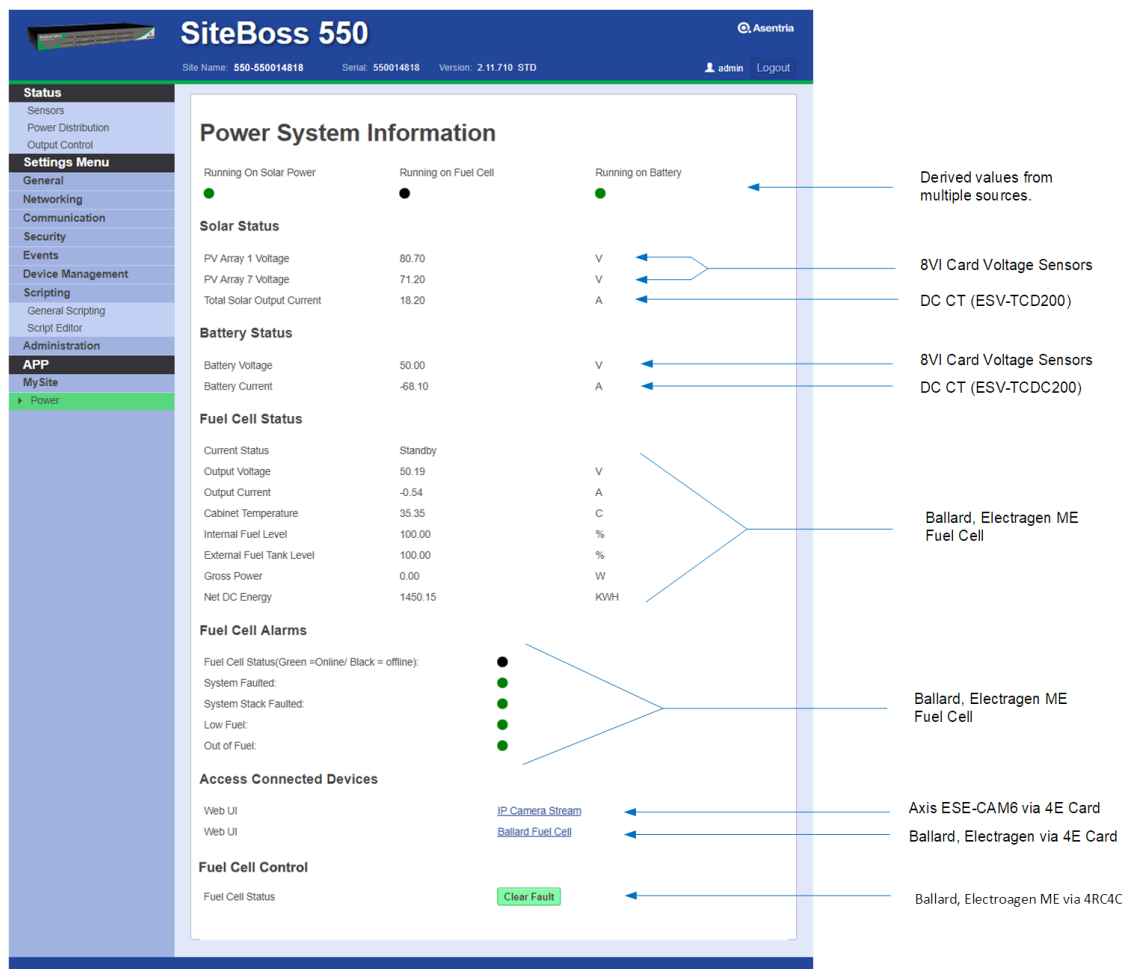 SiteBoss 550
Asentria
Site Name: 550-550014818 Serial: 550014818 Version: 2.11.710 STD
admin Logout
Status
Sensors
Power Distribution
Output Control
Settings Menu
General
Networking
Communication
Security
Events
Device Management
Scripting
General Scripting
Script Editor
Administration
APP
MySite
Power
Power System Information
Running On Solar Power Running on Fuel Cell Running on Battery
Derived values from
multiple sources.
Solar Status
PV Array 1 Voltage 80.70 V
PV Array 7 Voltage 71.20 V
8VI Card Voltage Sensors
Total Solar Output Current 18.20 A
DC CT (ESV-TCD200)
Battery Status
Battery Voltage 50.00 V
8VI Card Voltage Sensors
Battery Current -68.10 A
DC CT (ESV-TCDC200)
Fuel Cell Status
Current Status Standby
Output Voltage 50.19 V
Output Current -0.54 A
Cabinet Temperature 35.35 C
Internal Fuel Level 100.00 %
External Fuel Tank Level 100.00 %
Gross Power 0.00 W
Net DC Energy 1450.15 KWH
Ballard, Electragen ME
Fuel Cell
Fuel Cell Alarms
Fuel Cell Status(Green =Online/ Black = offline):
System Faulted:
System Stack Faulted:
Low Fuel:
Out of Fuel:
Ballard, Electragen ME
Fuel Cell
Access Connected Devices
Web UI IP Camera Stream
Axis ESE-CAM6 via 4E Card
Web UI Ballard Fuel Cell
Ballard, Electragen via 4E Card
Fuel Cell Control
Fuel Cell Status Clear Fault
Ballard, Electroagen ME via 4RC4C